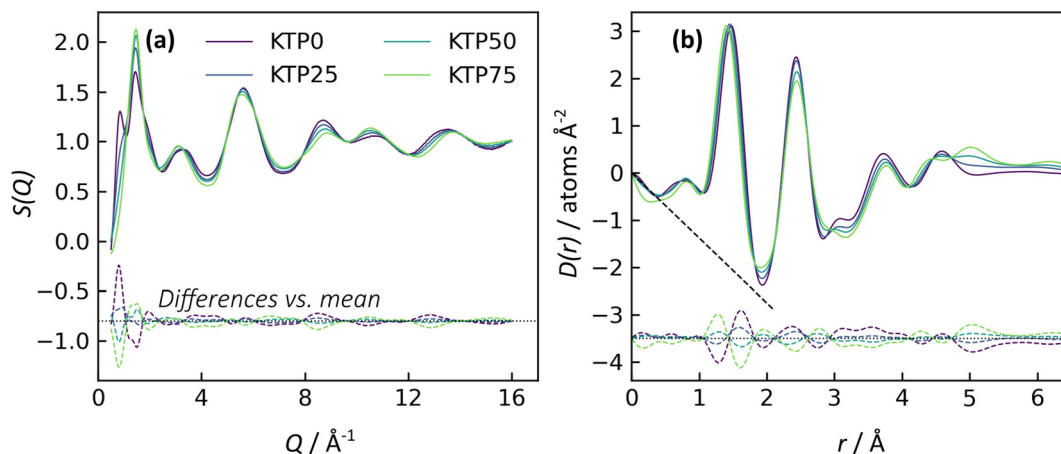 (a)
KTP0
KTP50
KTP25
KTP75
2.0
1.5
1.0
0.5
0.0
−0.5
−1.0
S(Q)
Differences vs. mean
0
4
8
12
16
Q / Å⁻¹
(b)
3
2
1
0
−1
−2
−3
−4
D(r) / atoms Å⁻²
0
1
2
3
4
5
6
r / Å